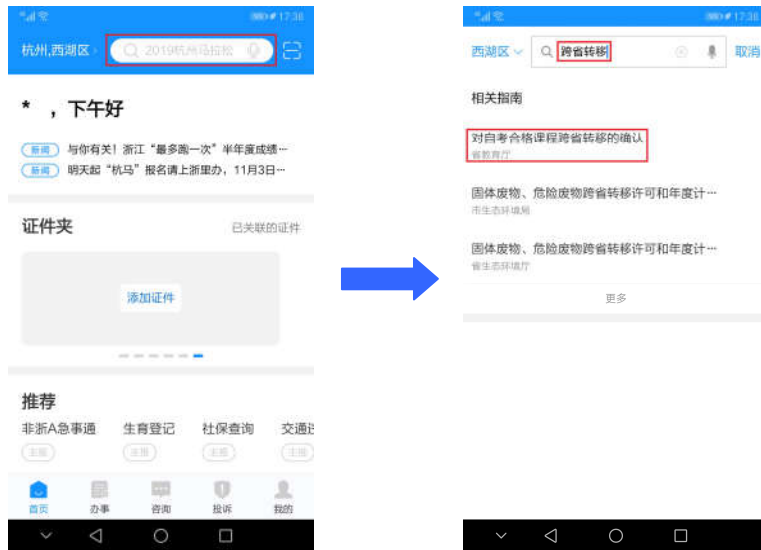 17:38
杭州,西湖区
2019杭州马拉松
*，下午好
新闻 与你有关！浙江“最多跑一次”半年度成绩…
新闻 明天起“杭马”报名请上浙里办，11月3日…
证件夹
已关联的证件
添加证件
推荐
非浙A急事通 生育登记 社保查询 交通违
首页 办事 咨询 投诉 我的
17:38
西湖区
跨省转移
取消
相关指南
对自考合格课程跨省转移的确认
省教育厅
固体废物、危险废物跨省转移许可和年度计…
市生态环境局
固体废物、危险废物跨省转移许可和年度计…
省生态环境厅
更多